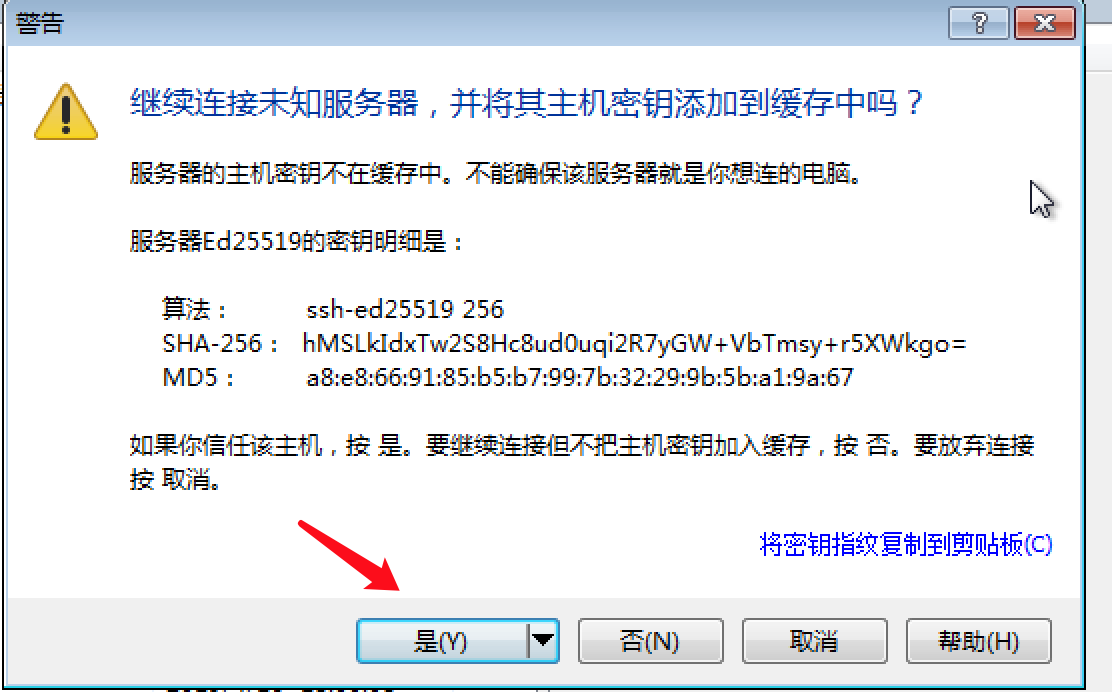 警告
继续连接未知服务器，并将其主机密钥添加到缓存中吗？
服务器的主机密钥不在缓存中。不能确保该服务器就是你想连的电脑。
服务器Ed25519的密钥明细是：
算法： ssh-ed25519 256
SHA-256： hMSLkIdxTw2S8Hc8ud0uqi2R7yGW+VbTmsy+r5XWkgo=
MD5： a8:e8:66:91:85:b5:b7:99:7b:32:29:9b:5b:a1:9a:67
如果你信任该主机，按 是。要继续连接但不把主机密钥加入缓存，按 否。要放弃连接
按 取消。
将密钥指纹复制到剪贴板(C)
是(Y) 否(N) 取消 帮助(H)